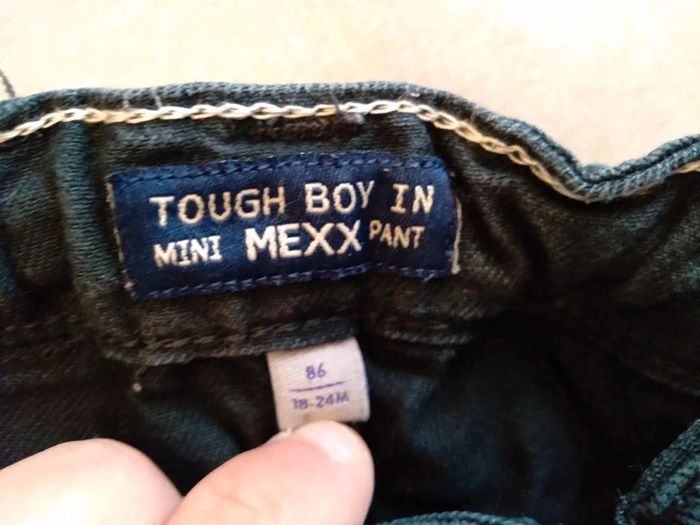 TOUGH BOY IN
MINI MEXX PANT
86
18-24M